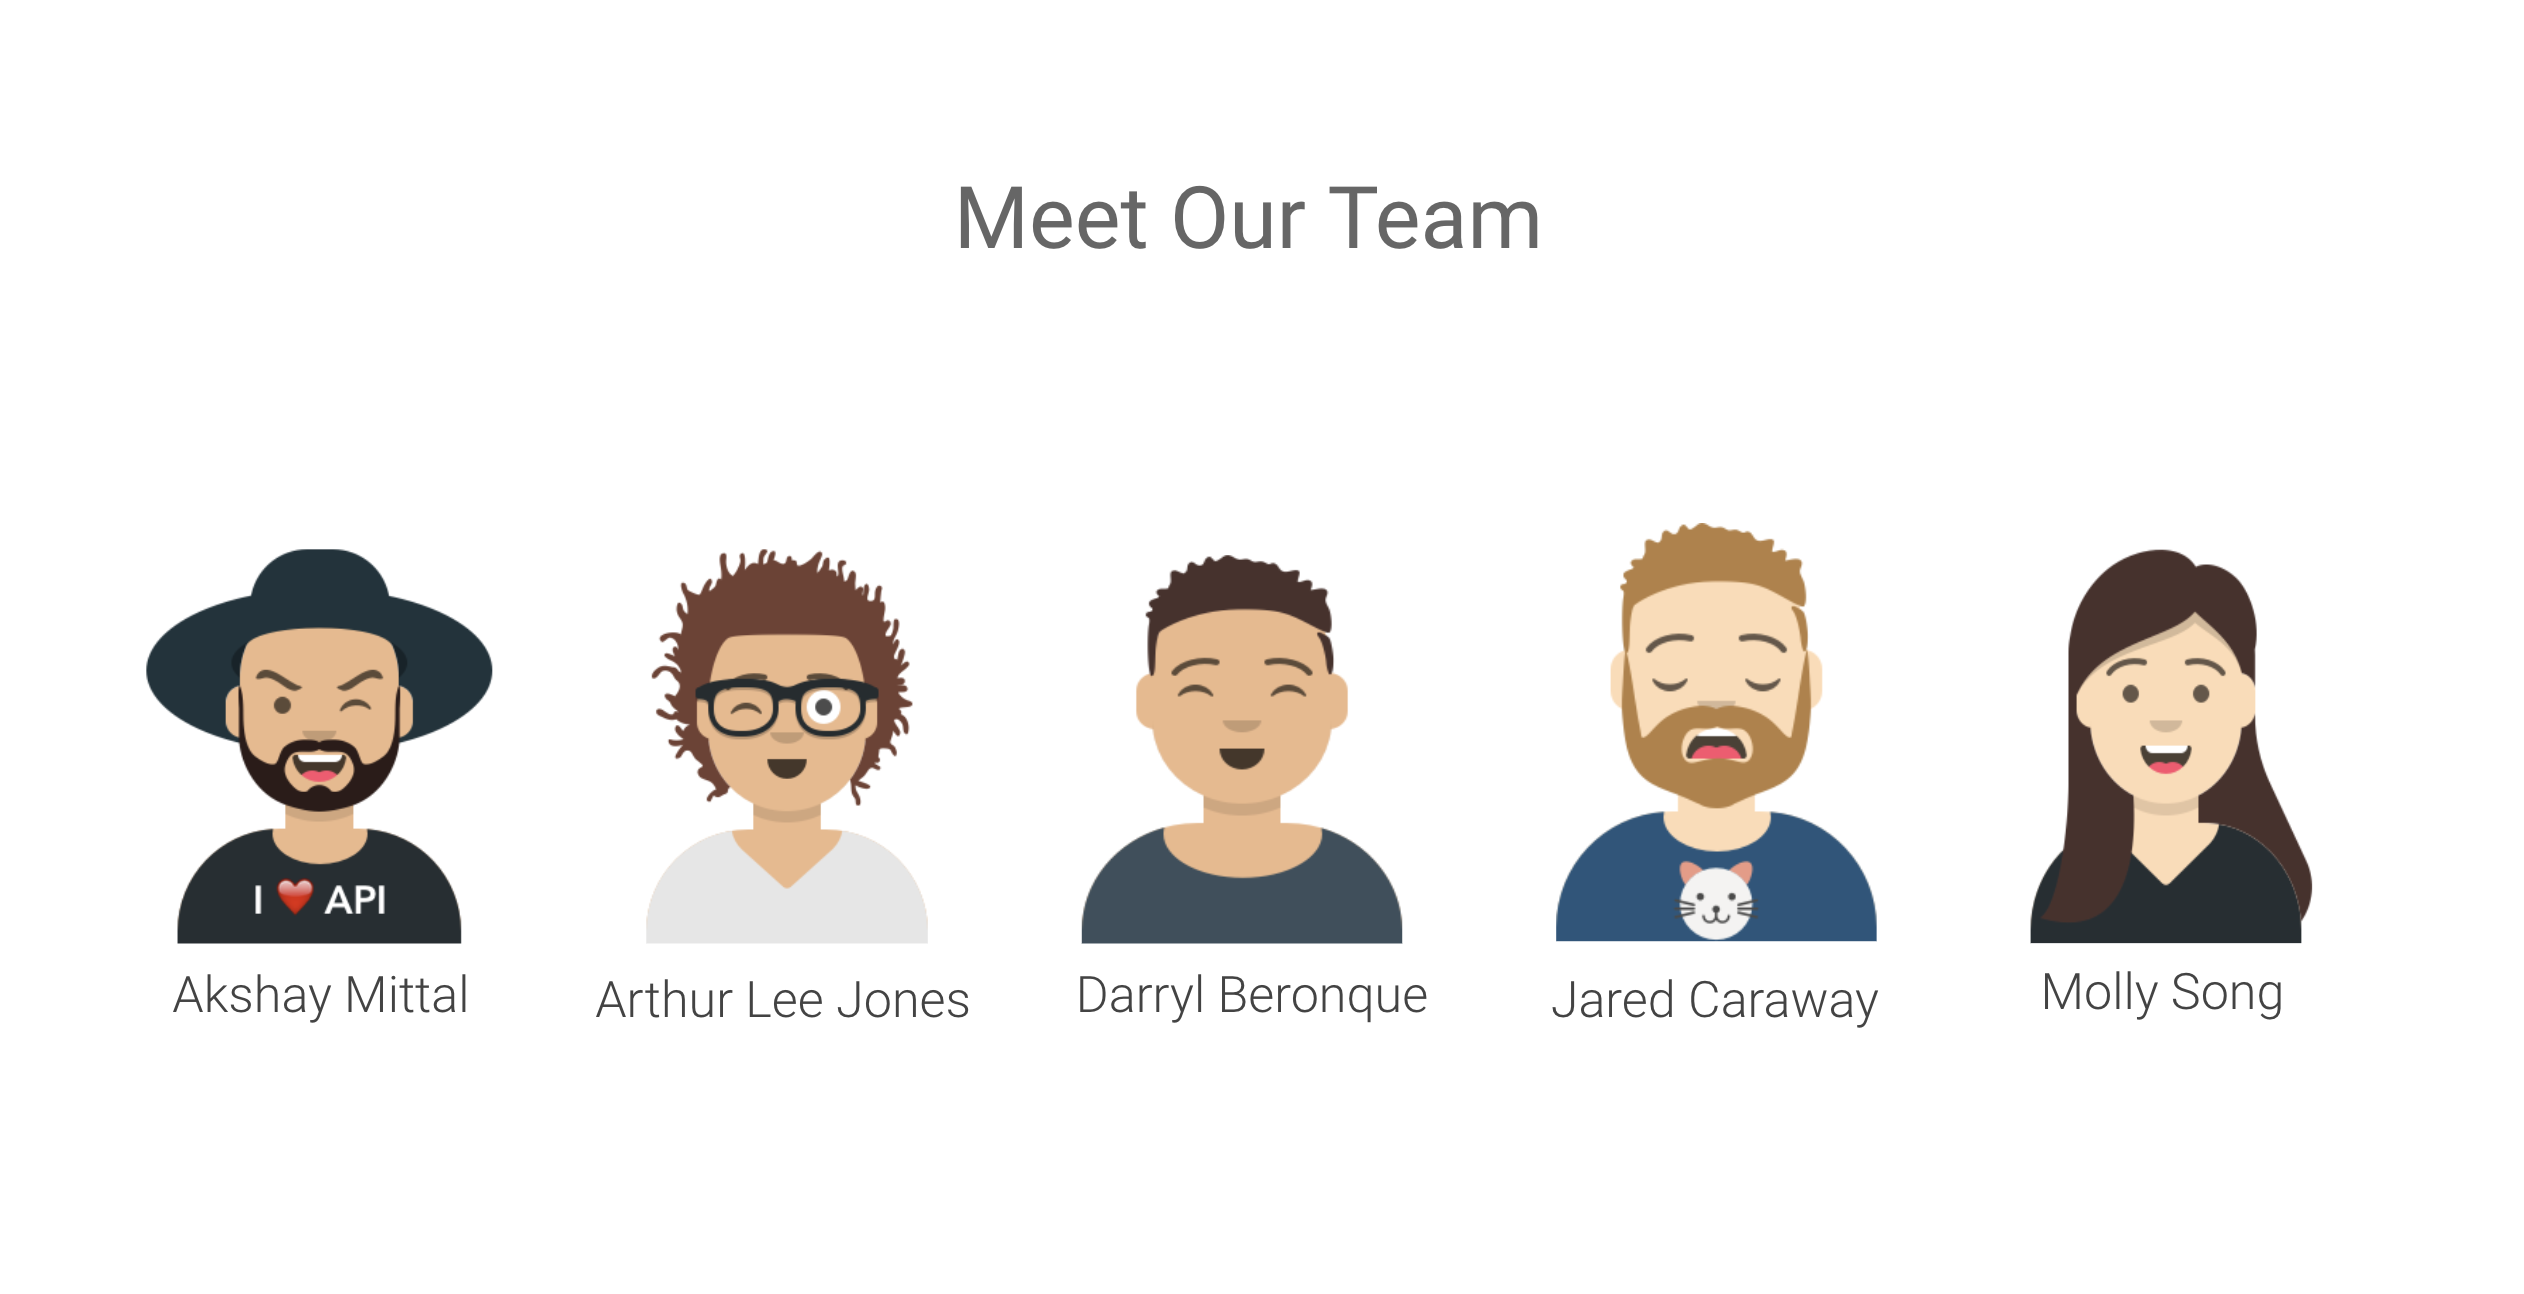 Meet Our Team
I ❤️ API
Akshay Mittal
Arthur Lee Jones
Darryl Beronque
Jared Caraway
Molly Song